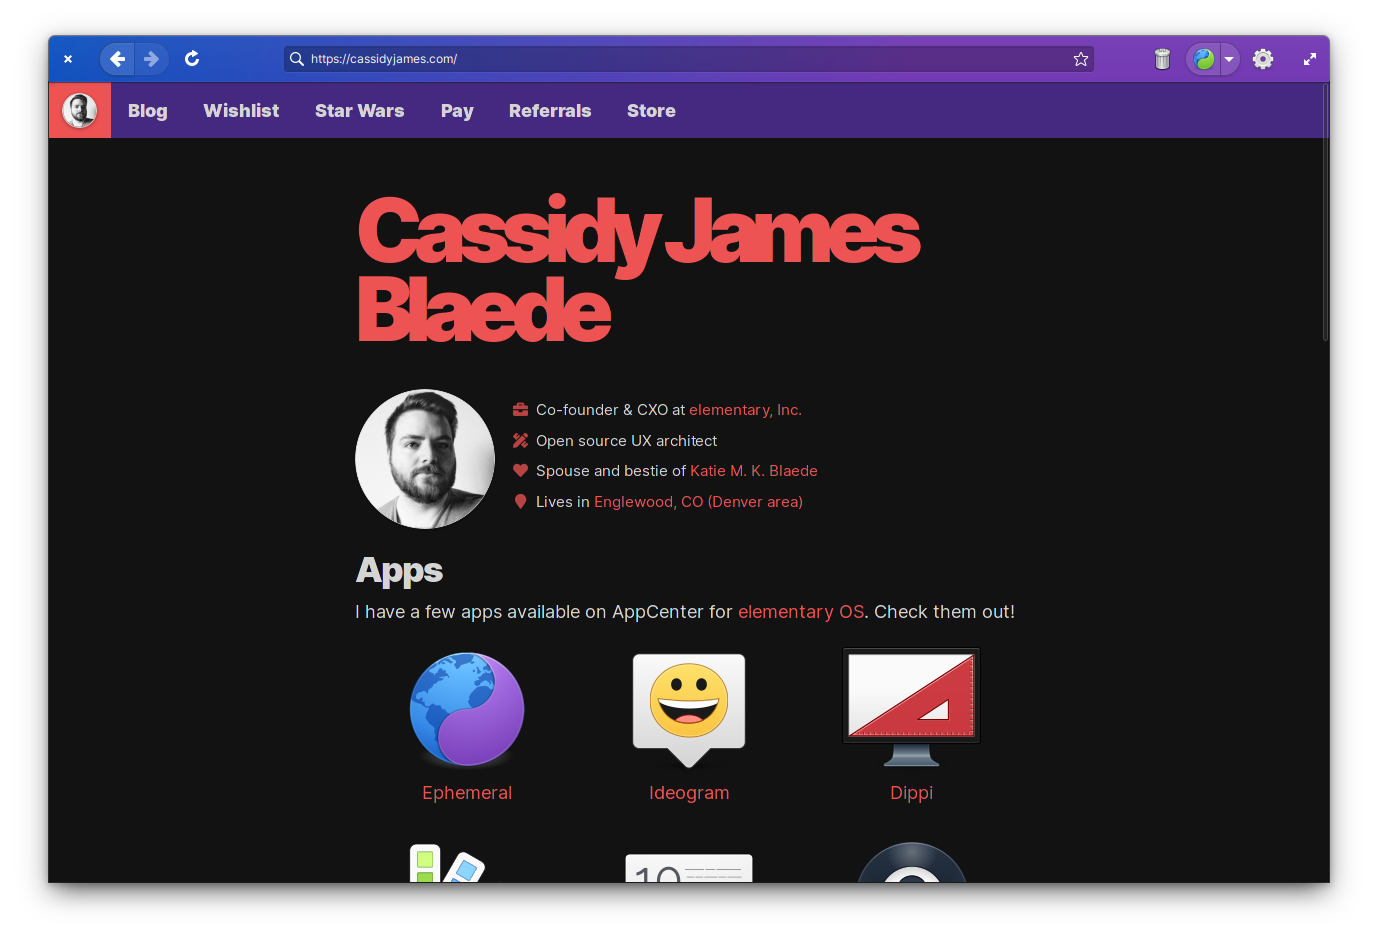 https://cassidyjames.com/
Blog Wishlist Star Wars Pay Referrals Store
Cassidy James
Blaede
Co-founder & CXO at elementary, Inc.
Open source UX architect
Spouse and bestie of Katie M. K. Blaede
Lives in Englewood, CO (Denver area)
Apps
I have a few apps available on AppCenter for elementary OS. Check them out!
Ephemeral Ideogram Dippi
10